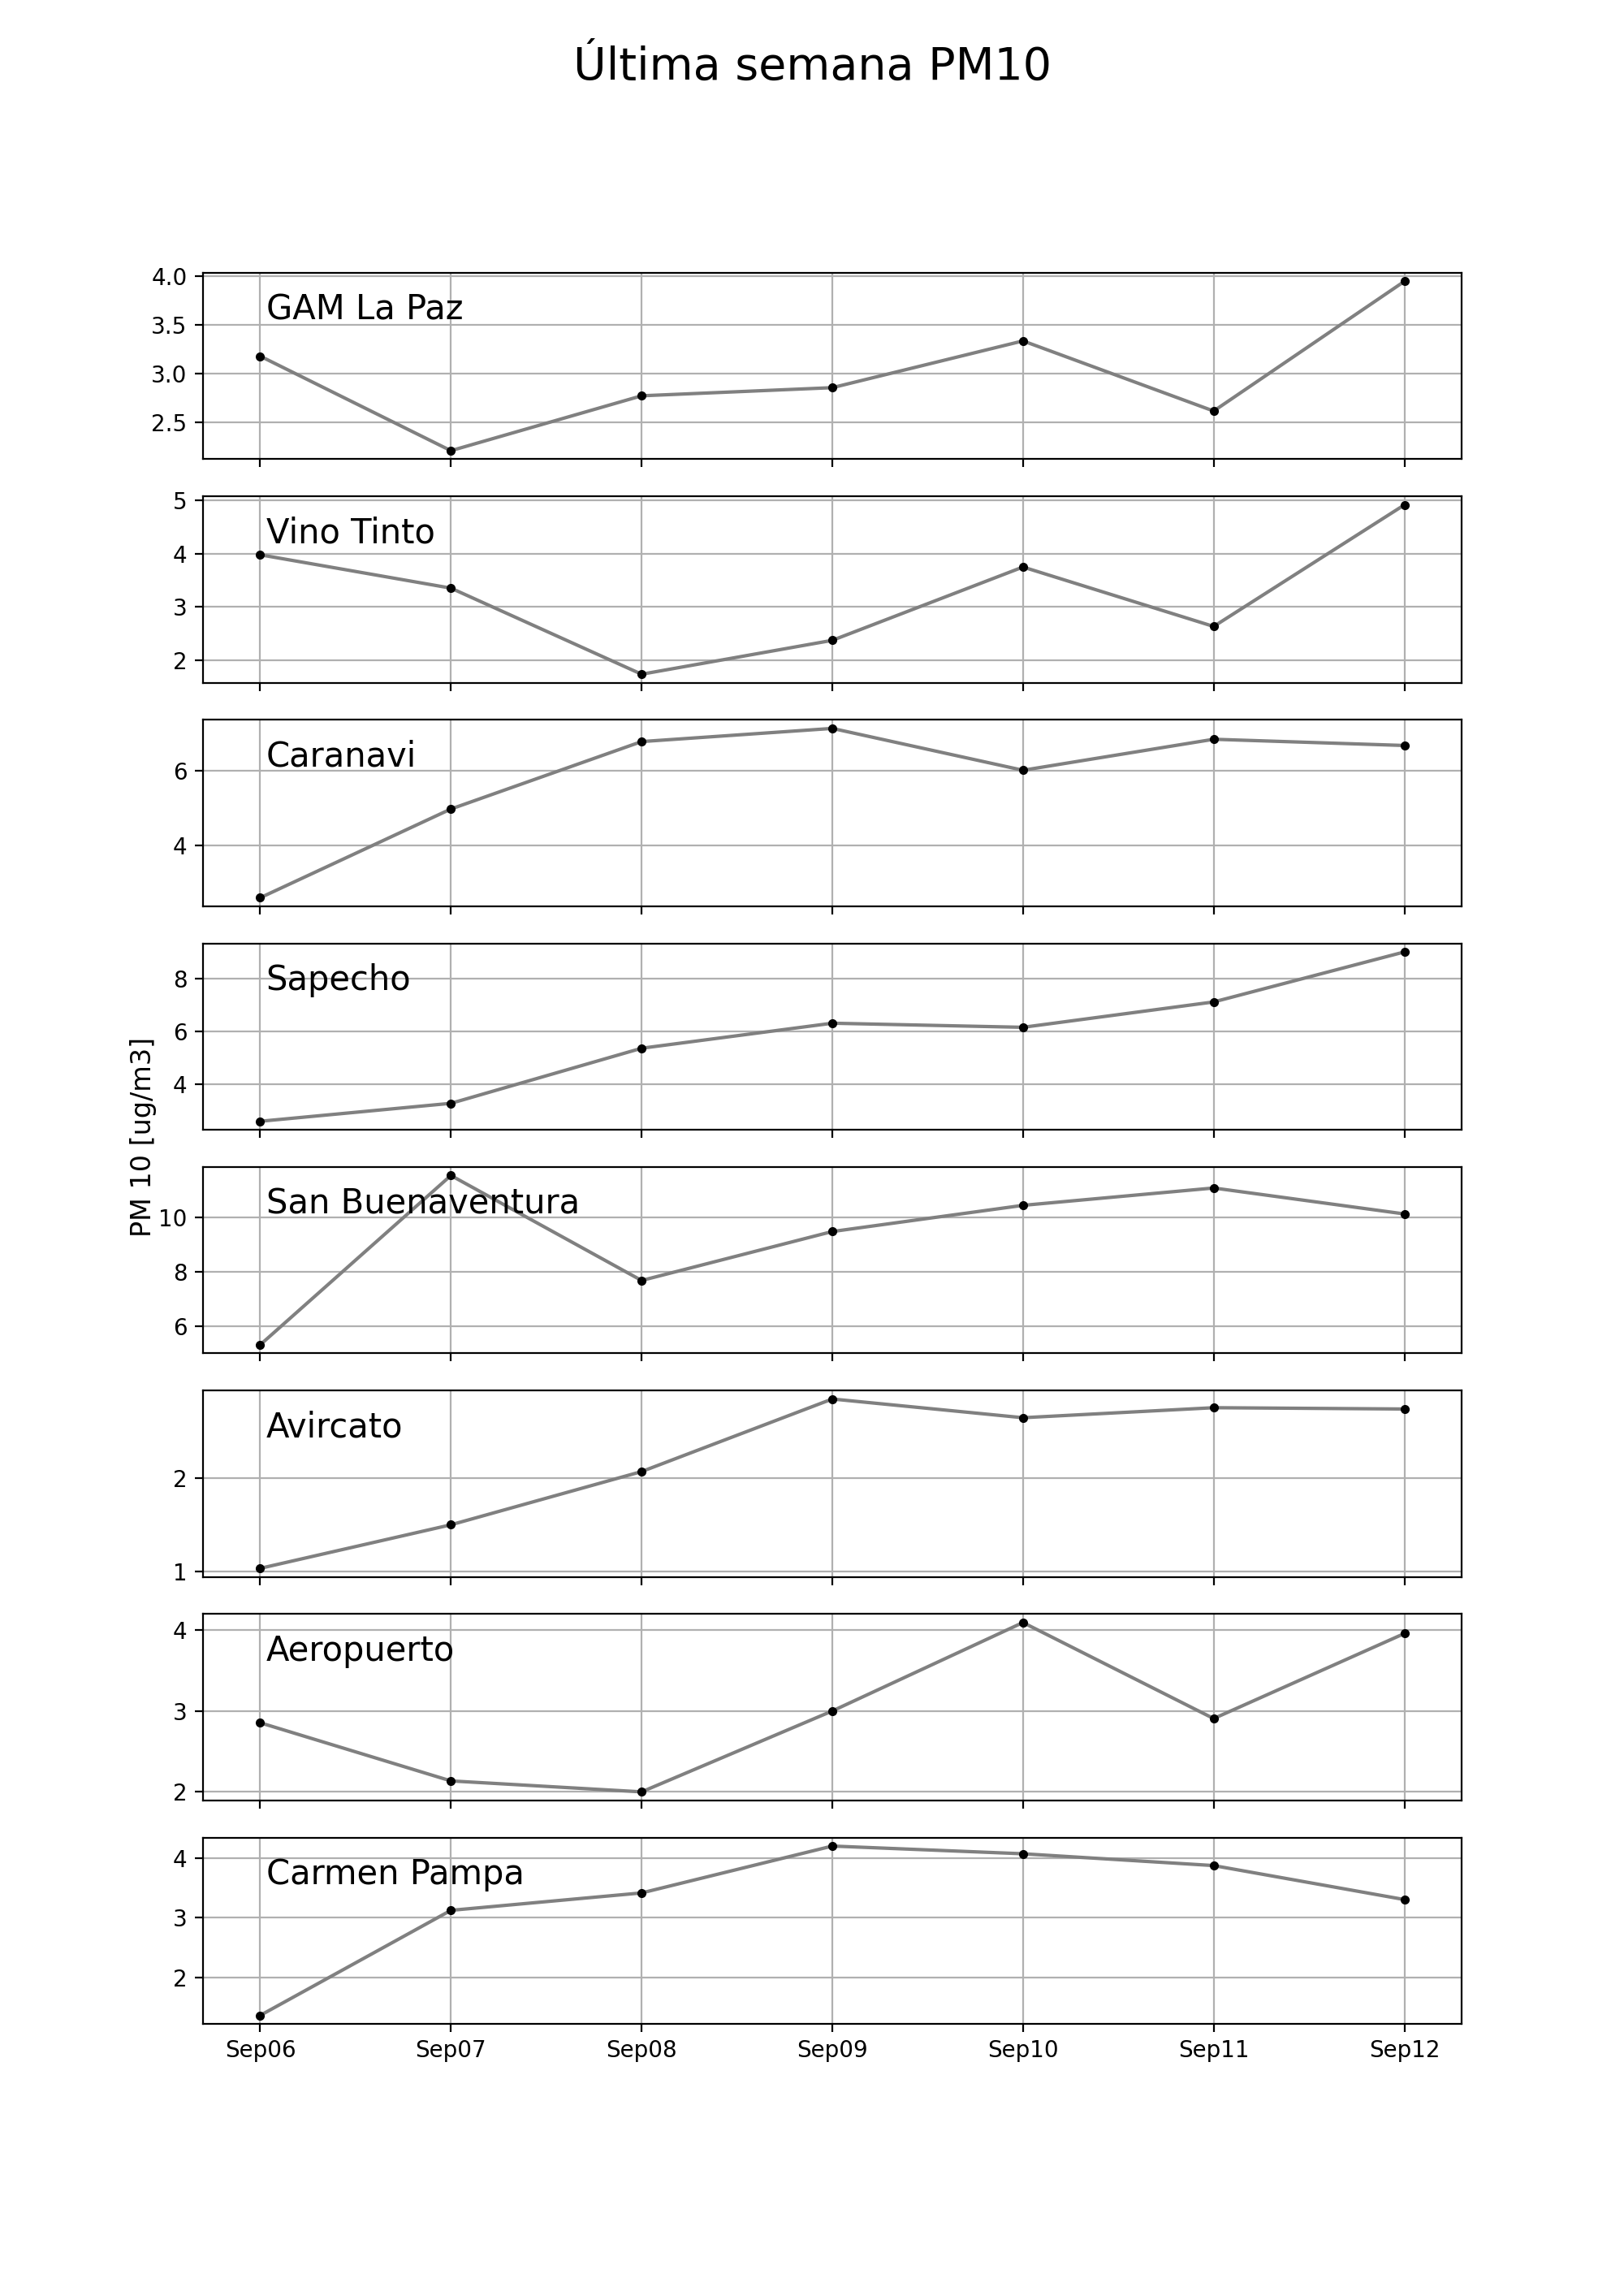 Última semana PM10
4.0
GAM La Paz
3.5
3.0
2.5
5
Vino Tinto
4
3
2
Caranavi
6
4
Sapecho
8
6
4
PM 10 [ug/m3]
San Buenaventura
10
8
6
Avircato
2
1
4
Aeropuerto
3
2
4
Carmen Pampa
3
2
Sep06 Sep07 Sep08 Sep09 Sep10 Sep11 Sep12